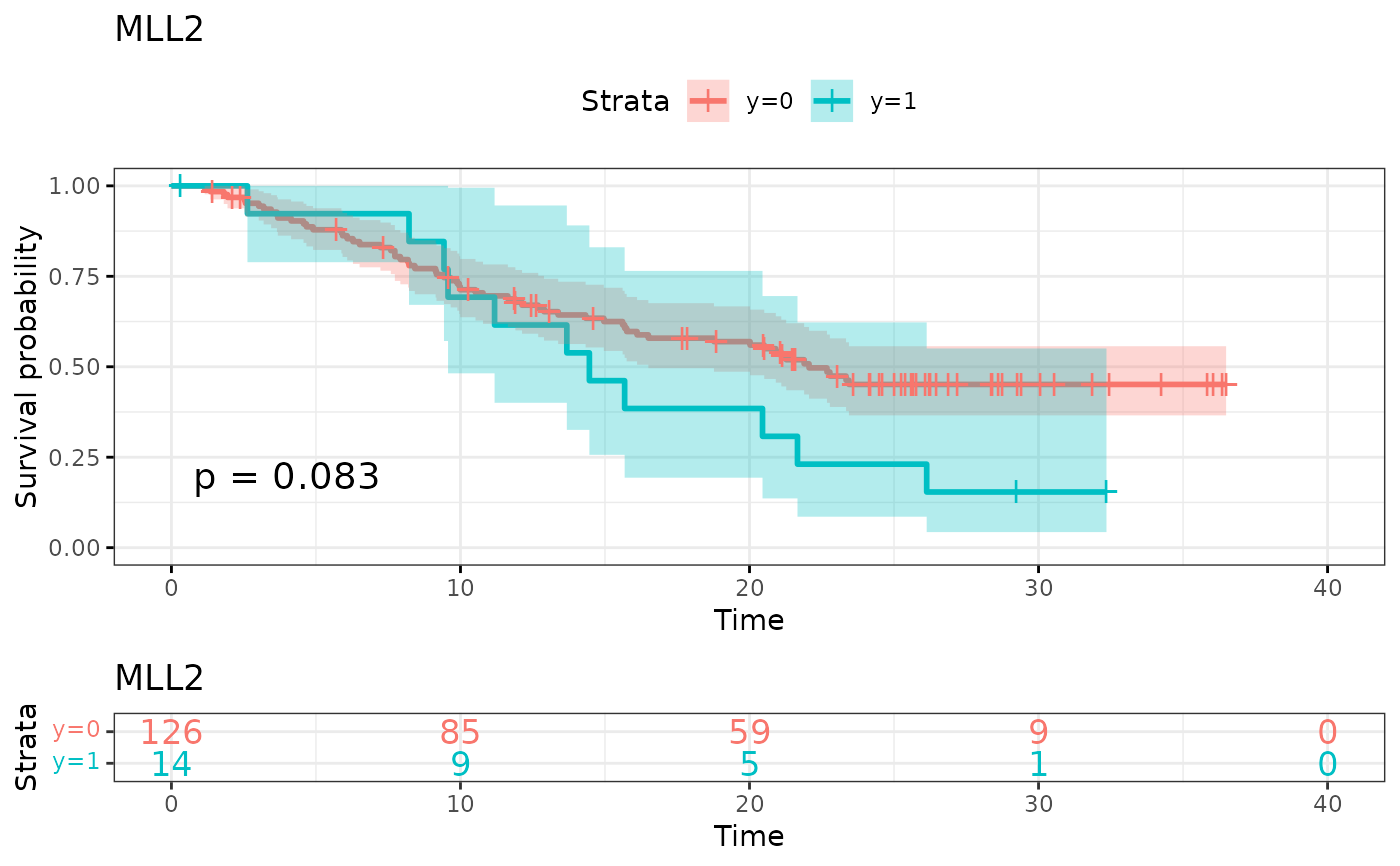 MLL2
Strata y=0 y=1
1.00
0.75
0.50
0.25
0.00
Survival probability
p = 0.083
0 10 20 30 40
Time
MLL2
Strata
y=0 126 85 59 9 0
y=1 14 9 5 1 0
0 10 20 30 40
Time